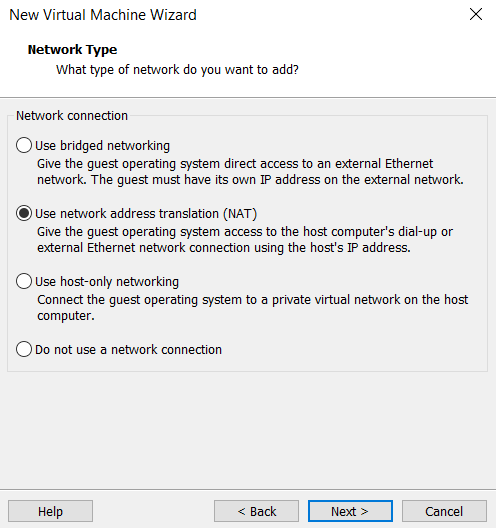 New Virtual Machine Wizard
Network Type
What type of network do you want to add?
Network connection
Use bridged networking
Give the guest operating system direct access to an external Ethernet
network. The guest must have its own IP address on the external network.
Use network address translation (NAT)
Give the guest operating system access to the host computer's dial-up or
external Ethernet network connection using the host's IP address.
Use host-only networking
Connect the guest operating system to a private virtual network on the host
computer.
Do not use a network connection
Help
< Back
Next >
Cancel